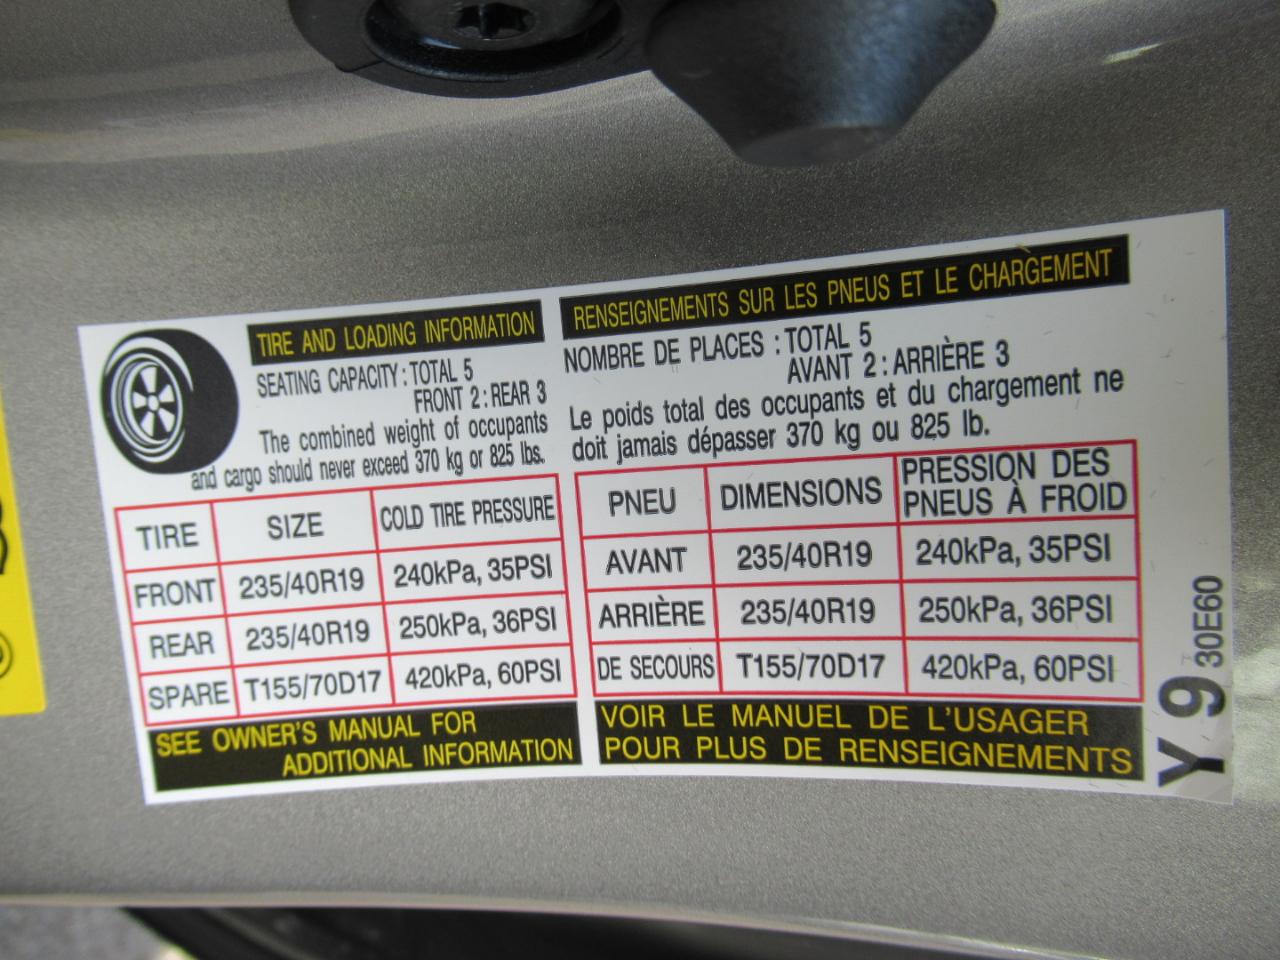 TIRE AND LOADING INFORMATION
SEATING CAPACITY : TOTAL 5
FRONT 2 : REAR 3
The combined weight of occupants
and cargo should never exceed 370 kg or 825 lbs.
TIRE SIZE COLD TIRE PRESSURE
FRONT 235/40R19 240kPa, 35PSI
REAR 235/40R19 250kPa, 36PSI
SPARE T155/70D17 420kPa, 60PSI
SEE OWNER'S MANUAL FOR
ADDITIONAL INFORMATION
RENSEIGNEMENTS SUR LES PNEUS ET LE CHARGEMENT
NOMBRE DE PLACES : TOTAL 5
AVANT 2 : ARRIÈRE 3
Le poids total des occupants et du chargement ne
doit jamais dépasser 370 kg ou 825 lb.
PNEU DIMENSIONS PRESSION DES
PNEUS À FROID
AVANT 235/40R19 240kPa, 35PSI
ARRIÈRE 235/40R19 250kPa, 36PSI
DE SECOURS T155/70D17 420kPa, 60PSI
VOIR LE MANUEL DE L'USAGER
POUR PLUS DE RENSEIGNEMENTS
Y 9 30E60